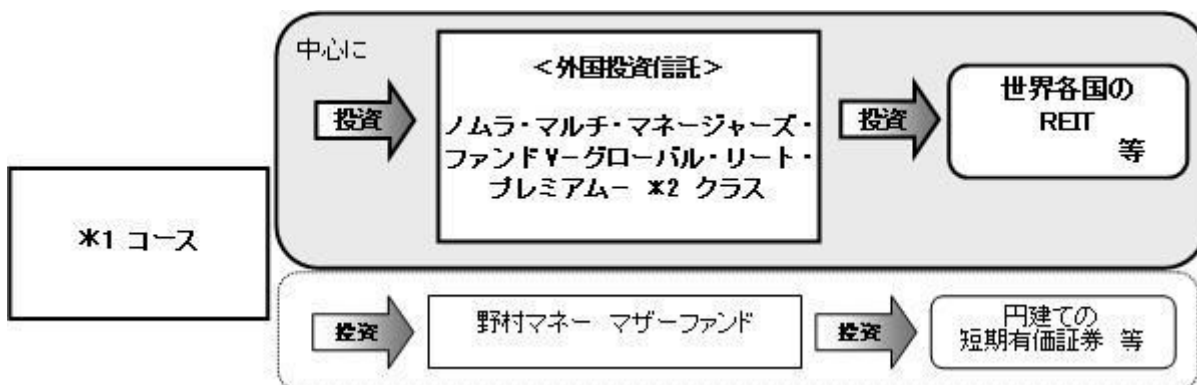 中心に
投資
<外国投資信託>
ノムラ・マルチ・マネージャーズ・
ファンドⅤ-グローバル・リート・
プレミアム- *2 クラス
投資
世界各国の
REIT
等
*1 コース
投資
野村マネー マザーファンド
投資
円建ての
短期有価証券 等